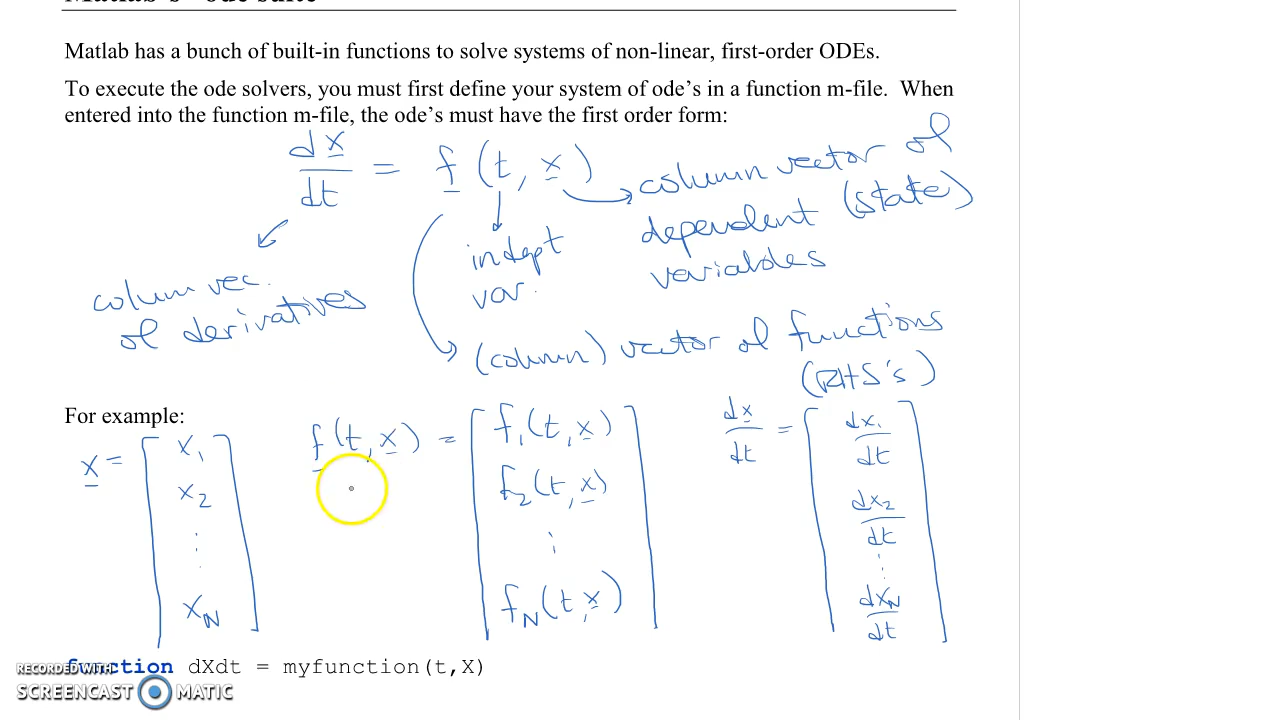 Matlab's ode suite
Matlab has a bunch of built-in functions to solve systems of non-linear, first-order ODEs.
To execute the ode solvers, you must first define your system of ode's in a function m-file. When
entered into the function m-file, the ode's must have the first order form:
dx/dt = f(t, x)
column vector of
dependent (state)
variables
indept
var.
colum vec.
of derivatives
(column) vector of functions
(RHS's)
For example:
x = [x1 x2 ⋮ xN]
f(t, x) = [f1(t, x) f2(t, x) ⋮ fN(t, x)]
dx/dt = [dx1/dt dx2/dt ⋮ dxN/dt]
function dXdt = myfunction(t,X)
RECORDED WITH
SCREENCAST MATIC